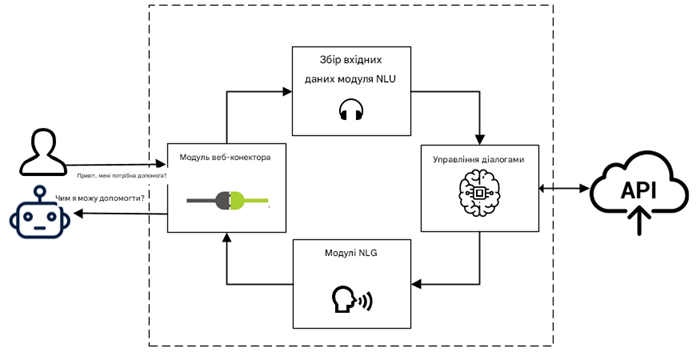 Збір вхідних
даних модуля NLU
Модуль веб-конектора
Управління діалогами
Привіт, мені потрібна допомога?
Чим я можу допомогти?
API
Модулі NLG